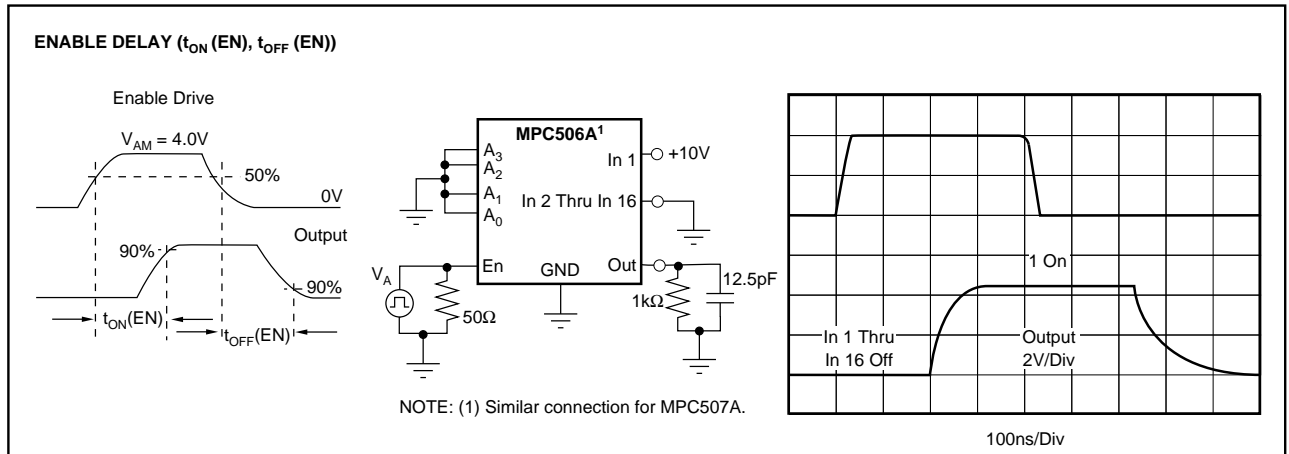 ENABLE DELAY (tON (EN), tOFF (EN))
Enable Drive
VAM = 4.0V
50%
0V
Output
90%
90%
tON(EN)
tOFF(EN)
MPC506A1
A3
A2
A1
A0
In 1
+10V
In 2 Thru In 16
En
GND
Out
VA
50Ω
1kΩ
12.5pF
NOTE: (1) Similar connection for MPC507A.
1 On
In 1 Thru
In 16 Off
Output
2V/Div
100ns/Div